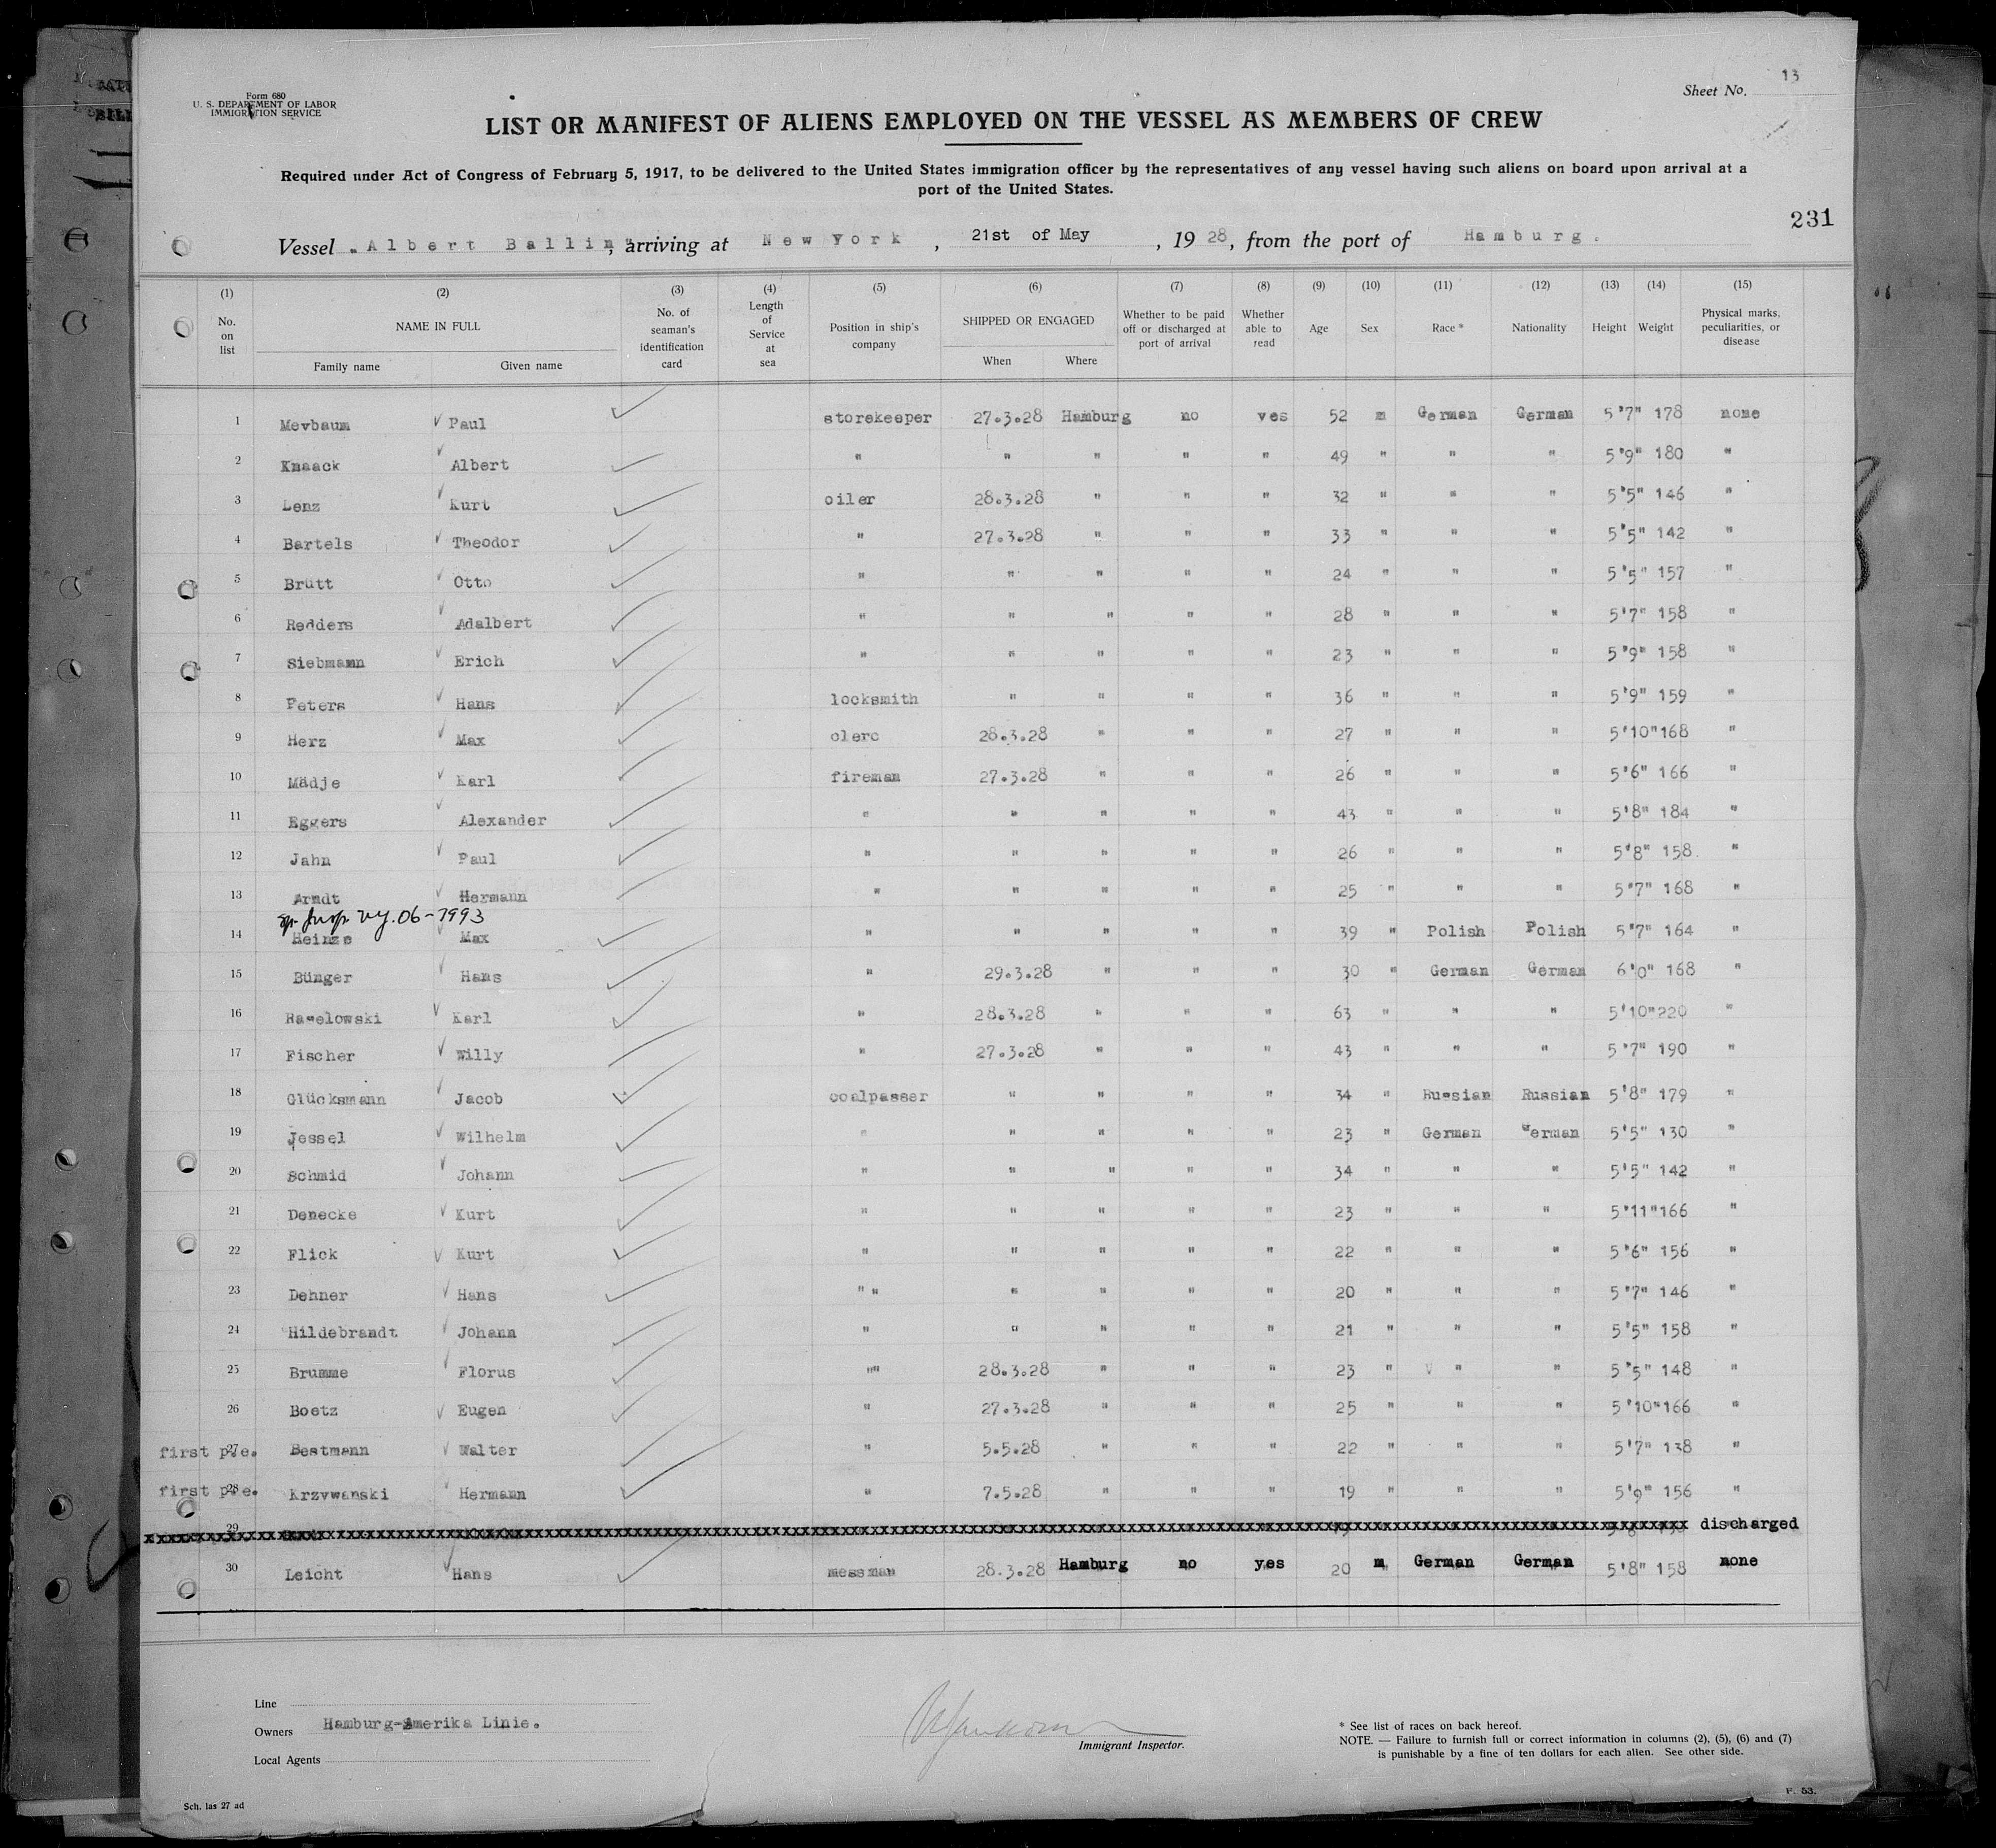 Form 680
U. S. DEPARTMENT OF LABOR
IMMIGRATION SERVICE
Sheet No. 13
LIST OR MANIFEST OF ALIENS EMPLOYED ON THE VESSEL AS MEMBERS OF CREW
Required under Act of Congress of February 5, 1917, to be delivered to the United States immigration officer by the representatives of any vessel having such aliens on board upon arrival at a
port of the United States.
231
Vessel "Albert Ballin", arriving at New York, 21st of May, 1928, from the port of Hamburg.
(1) (2) (3) (4) (5) (6) (7) (8) (9) (10) (11) (12) (13) (14) (15)
No. on list NAME IN FULL Family name Given name No. of seaman's identification card Length of Service at sea Position in ship's company SHIPPED OR ENGAGED When Where Whether to be paid off or discharged at port of arrival Whether able to read Age Sex Race * Nationality Height Weight Physical marks, peculiarities, or disease
1 Mevbaum Paul storekeeper 27.3.28 Hamburg no yes 52 m German German 5'7" 178 none
2 Knaack Albert " " " " " 49 " " " 5'9" 180 "
3 Lenz Kurt oiler 28.3.28 " " " 32 " " " 5'5" 146 "
4 Bartels Theodor " 27.3.28 " " " 33 " " " 5'5" 142 "
5 Brütt Otto " " " " " 24 " " " 5'5" 157 "
6 Redders Adalbert " " " " " 28 " " " 5'7" 158 "
7 Siebmann Erich " " " " " 23 " " " 5'9" 158 "
8 Peters Hans locksmith " " " " 36 " " " 5'9" 159 "
9 Herz Max clerc 28.3.28 " " " 27 " " " 5'10" 168 "
10 Mädje Karl fireman 27.3.28 " " " 26 " " " 5'6" 166 "
11 Eggers Alexander " " " " " 43 " " " 5'8" 184 "
12 Jahn Paul " " " " " 26 " " " 5'8" 158 "
13 Arndt Hermann " " " " " 25 " " " 5'7" 168 "
06-7993
14 Heinze Max " " " " " 39 " Polish Polish 5'7" 164 "
15 Bünger Hans " 29.3.28 " " " 30 " German German 6'0" 168 "
16 Karl " 28.3.28 " " " 63 " " " 5'10" 220 "
17 Fischer Willy " 27.3.28 " " " 43 " " " 5'7" 190 "
18 Glücksmann Jacob coalpasser " " " " 34 " Russian Russian 5'8" 179 "
19 Jessel Wilhelm " " " " " 23 " German German 5'5" 130 "
20 Schmid Johann " " " " " 34 " " " 5'5" 142 "
21 Denecke Kurt " " " " " 23 " " " 5'11" 166 "
22 Flick Kurt " " " " " 22 " " " 5'6" 156 "
23 Dehner Hans " " " " " " 20 " " " 5'7" 146 "
24 Hildebrandt Johann " " " " " 21 " " " 5'5" 158 "
25 Brumme Florus "" 28.3.28 " " " 23 " " " 5'5" 148 "
26 Boetz Eugen " 27.3.28 " " " 25 " " " 5'10" 166 "
first p.e. 27 Bestmann Walter " 5.5.28 " " " 22 " " " 5'7" 138 "
first p.e. 28 Krzywanski Hermann " 7.5.28 " " " 19 " " " 5'9" 156 "
29 discharged
30 Leicht Hans messman 28.3.28 Hamburg no yes 20 m German German 5'8" 158 none
Line
Owners Hamburg-Amerika Linie.
Local Agents
Immigrant Inspector.
* See list of races on back hereof.
NOTE. — Failure to furnish full or correct information in columns (2), (5), (6) and (7)
is punishable by a fine of ten dollars for each alien. See other side.
Sch. las 27 ad
F. 53.